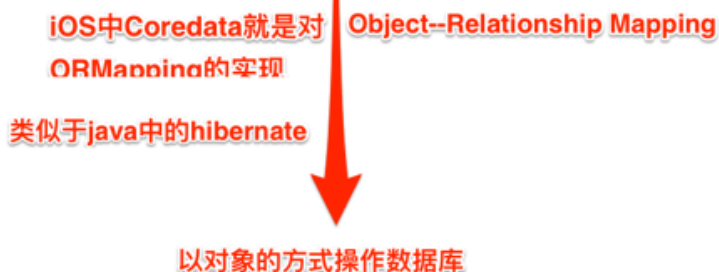 iOS中Coredata就是对
ORMapping的实现
Object--Relationship Mapping
类似于java中的hibernate
以对象的方式操作数据库